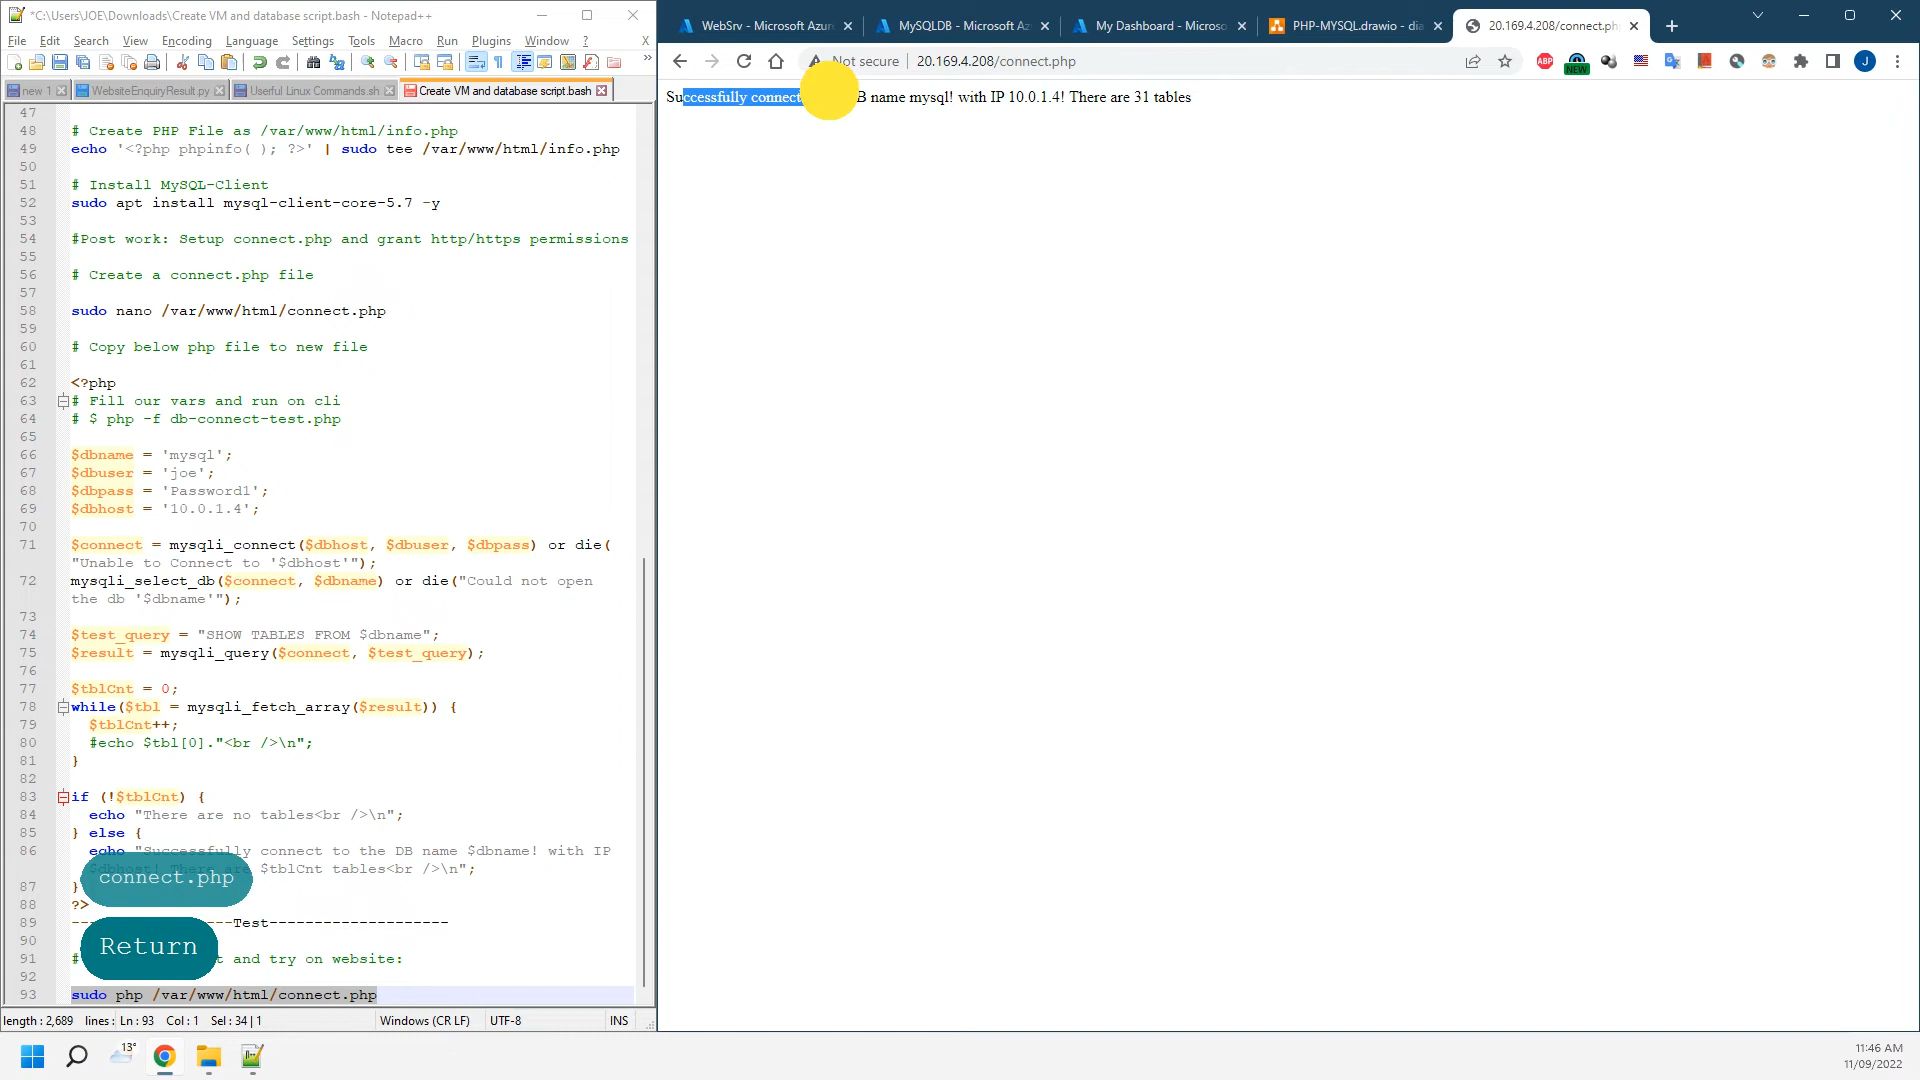 *C:\Users\JOE\Downloads\Create VM and database script.bash - Notepad++
File Edit Search View Encoding Language Settings Tools Macro Run Plugins Window ? X
new 1 WebsiteEnquiryResult.py Userful Linux Commands.sh Create VM and database script.bash
47
48 # Create PHP File as /var/www/html/info.php
49 echo '<?php phpinfo( ); ?>' | sudo tee /var/www/html/info.php
50
51 # Install MySQL-Client
52 sudo apt install mysql-client-core-5.7 -y
53
54 #Post work: Setup connect.php and grant http/https permissions
55
56 # Create a connect.php file
57
58 sudo nano /var/www/html/connect.php
59
60 # Copy below php file to new file
61
62 <?php
63 # Fill our vars and run on cli
64 # $ php -f db-connect-test.php
65
66 $dbname = 'mysql';
67 $dbuser = 'joe';
68 $dbpass = 'Password1';
69 $dbhost = '10.0.1.4';
70
71 $connect = mysqli_connect($dbhost, $dbuser, $dbpass) or die(
"Unable to Connect to '$dbhost'");
72 mysqli_select_db($connect, $dbname) or die("Could not open
the db '$dbname'");
73
74 $test_query = "SHOW TABLES FROM $dbname";
75 $result = mysqli_query($connect, $test_query);
76
77 $tblCnt = 0;
78 while($tbl = mysqli_fetch_array($result)) {
79 $tblCnt++;
80 #echo $tbl[0]."<br />\n";
81 }
82
83 if (!$tblCnt) {
84 echo "There are no tables<br />\n";
85 } else {
86 echo "Successfully connect to the DB name $dbname! with IP
$dbhost! There are $tblCnt tables<br />\n";
87 }
88 ?>
89 Test--------------------
90
91 # and try on website:
92
93 sudo php /var/www/html/connect.php
connect.php
Return
length : 2,689 lines : Ln : 93 Col : 1 Sel : 34 | 1 Windows (CR LF) UTF-8 INS
WebSrv - Microsoft Azur MySQLDB - Microsoft Az My Dashboard - Microso PHP-MYSQL.drawio - dia 20.169.4.208/connect.ph
Not secure 20.169.4.208/connect.php
ABP NEW J
Successfully connect B name mysql! with IP 10.0.1.4! There are 31 tables
13°
11:46 AM
11/09/2022